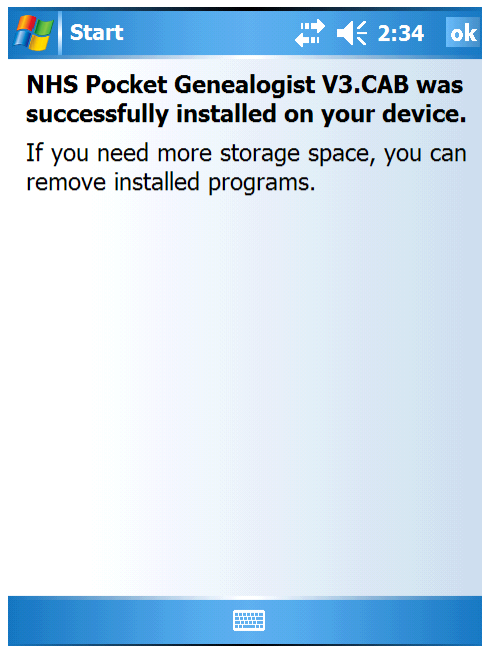 Start 2:34 ok
NHS Pocket Genealogist V3.CAB was
successfully installed on your device.
If you need more storage space, you can
remove installed programs.